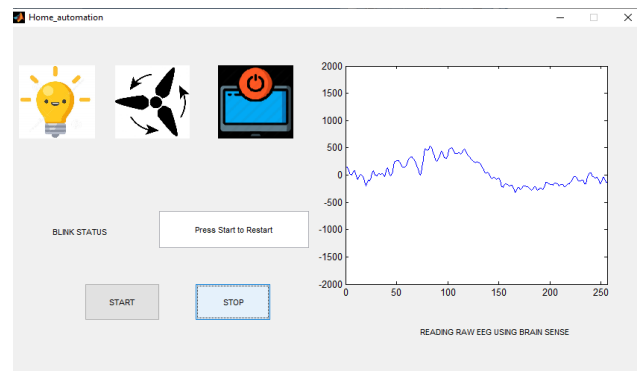 Home_automation
2000
1500
1000
500
0
-500
-1000
-1500
-2000
0 50 100 150 200 250
BLINK STATUS
Press Start to Restart
START
STOP
READING RAW EEG USING BRAIN SENSE